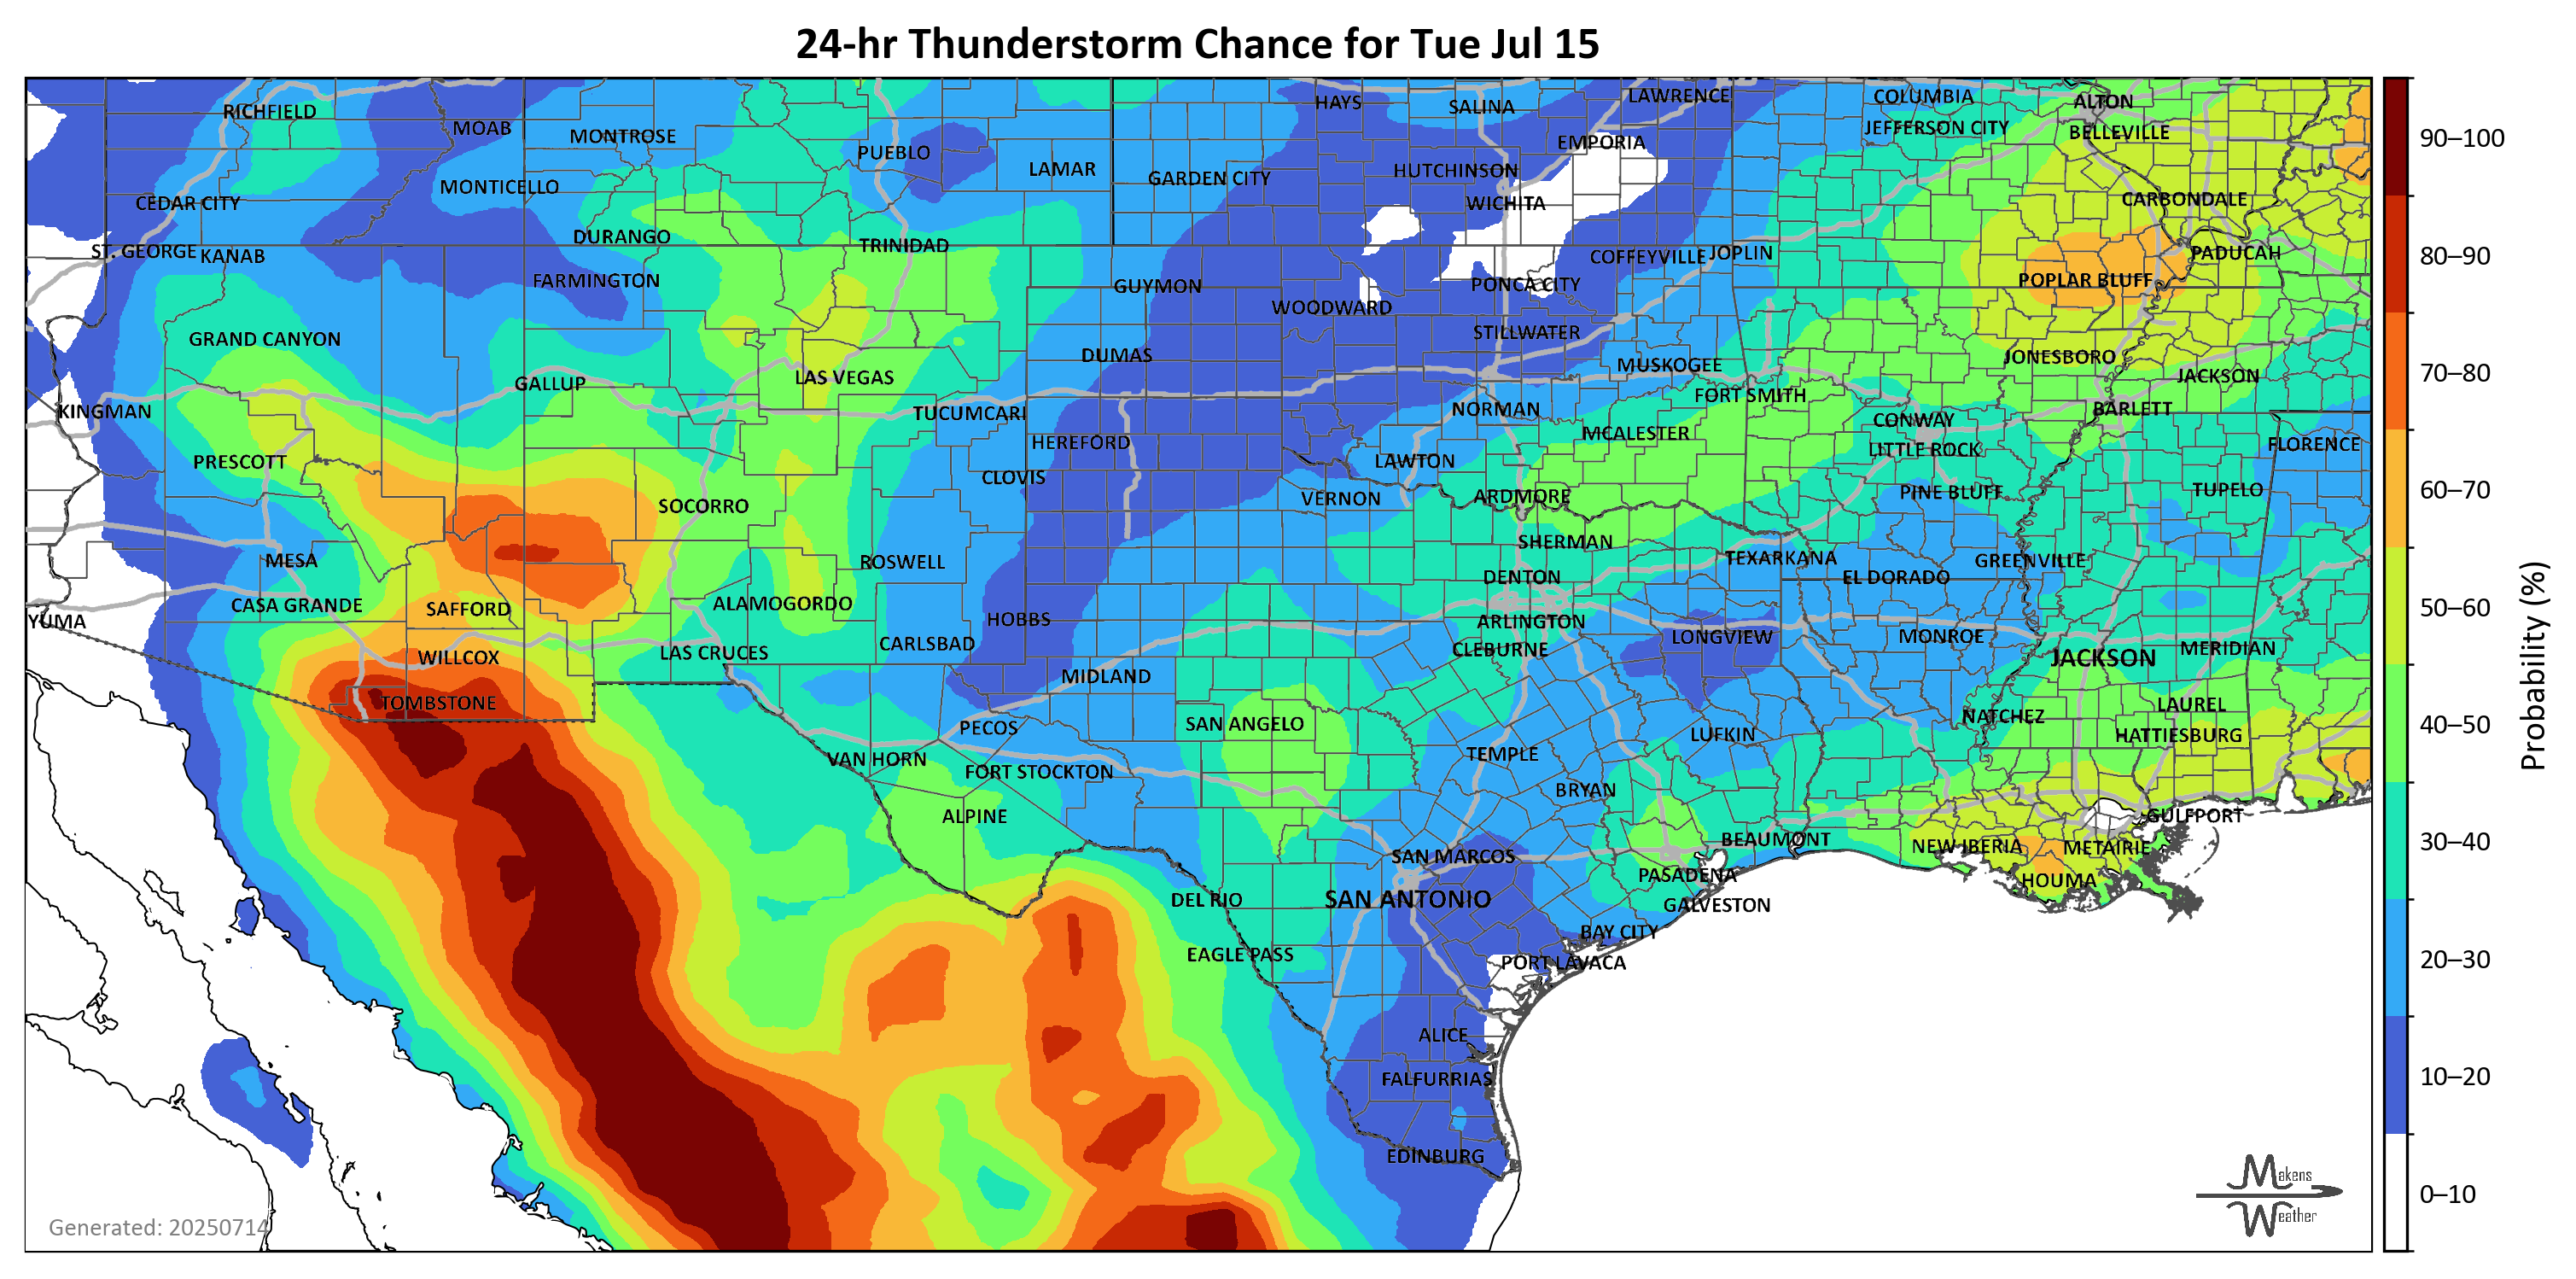 24-hr Thunderstorm Chance for Tue Jul 15
RICHFIELD
MOAB
MONTROSE
PUEBLO
LAMAR
GARDEN CITY
HAYS
SALINA
LAWRENCE
EMPORIA
HUTCHINSON
WICHITA
COLUMBIA
JEFFERSON CITY
ALTON
BELLEVILLE
CARBONDALE
CEDAR CITY
MONTICELLO
ST. GEORGE
KANAB
DURANGO
TRINIDAD
FARMINGTON
GUYMON
WOODWARD
PONCA CITY
COFFEYVILLE
JOPLIN
POPLAR BLUFF
PADUCAH
GRAND CANYON
GALLUP
LAS VEGAS
DUMAS
STILLWATER
MUSKOGEE
JONESBORO
JACKSON
KINGMAN
TUCUMCARI
HEREFORD
NORMAN
FORT SMITH
MCALESTER
CONWAY
LITTLE ROCK
BARLETT
FLORENCE
PRESCOTT
SOCORRO
CLOVIS
VERNON
LAWTON
ARDMORE
PINE BLUFF
TUPELO
MESA
ROSWELL
SHERMAN
DENTON
TEXARKANA
EL DORADO
GREENVILLE
YUMA
CASA GRANDE
SAFFORD
ALAMOGORDO
HOBBS
ARLINGTON
CLEBURNE
LONGVIEW
MONROE
JACKSON
MERIDIAN
WILLCOX
LAS CRUCES
CARLSBAD
MIDLAND
TOMBSTONE
PECOS
SAN ANGELO
TEMPLE
LUFKIN
NATCHEZ
LAUREL
HATTIESBURG
VAN HORN
FORT STOCKTON
ALPINE
BRYAN
BEAUMONT
NEW IBERIA
METAIRIE
GULFPORT
HOUMA
SAN MARCOS
SAN ANTONIO
PASADENA
GALVESTON
DEL RIO
EAGLE PASS
BAY CITY
PORT LAVACA
ALICE
FALFURRIAS
EDINBURG
Generated: 20250714
Makens
Weather
90–100
80–90
70–80
60–70
50–60
40–50
30–40
20–30
10–20
0–10
Probability (%)